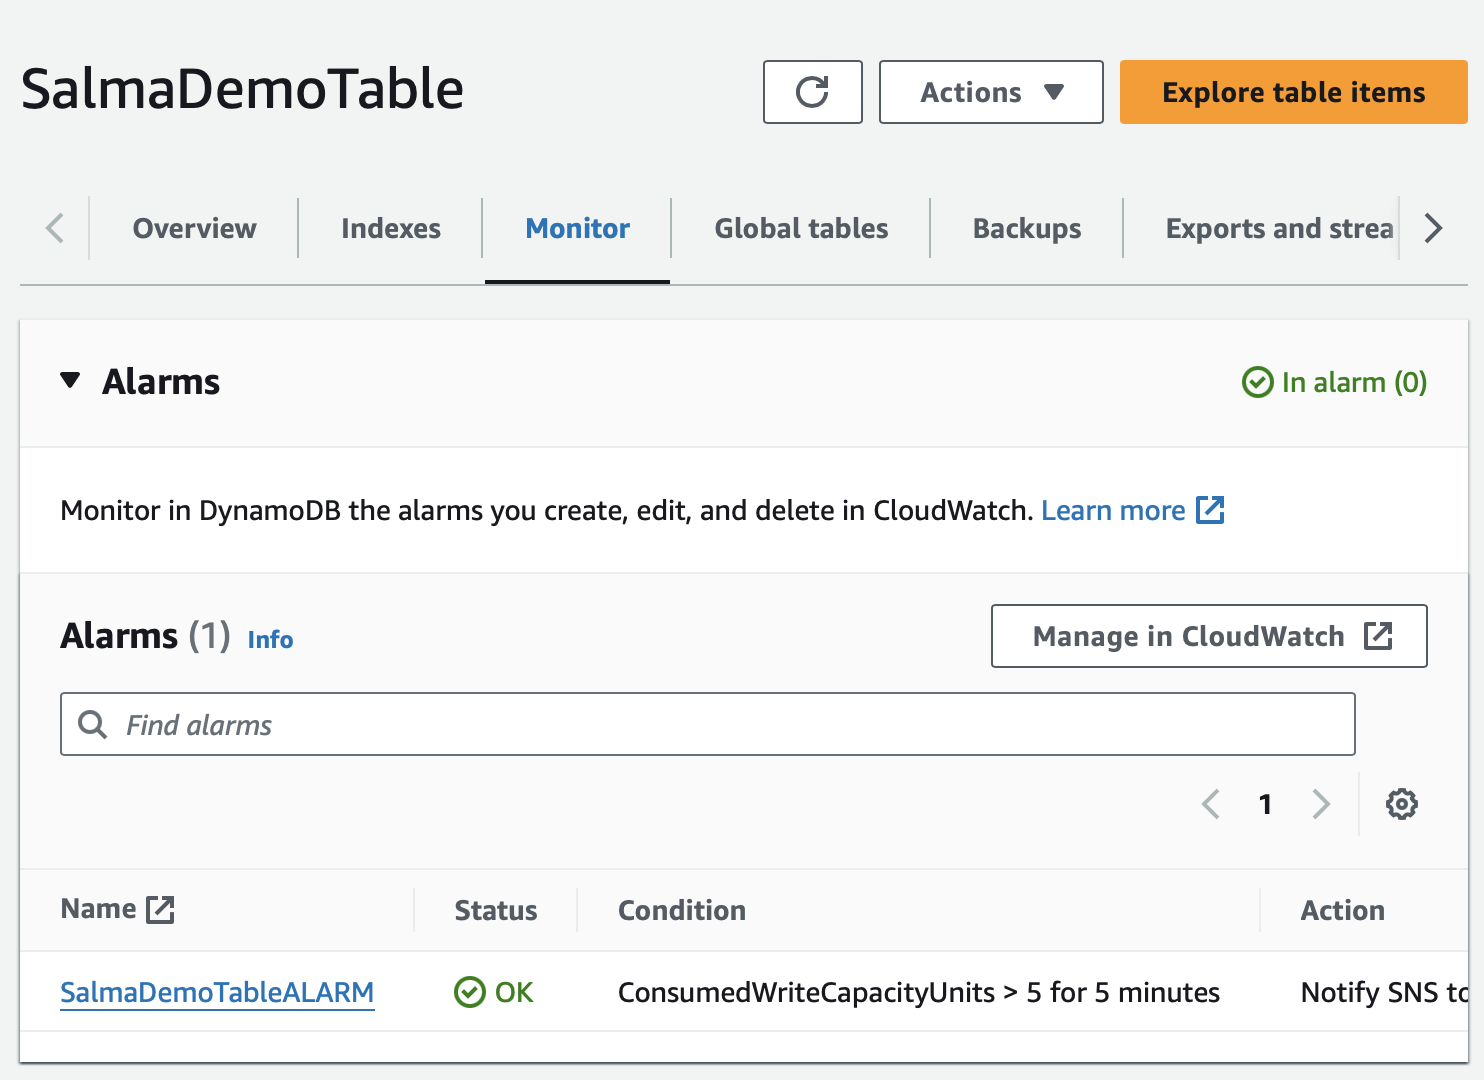 SalmaDemoTable
Actions
Explore table items
Overview
Indexes
Monitor
Global tables
Backups
Exports and strea
Alarms
In alarm (0)
Monitor in DynamoDB the alarms you create, edit, and delete in CloudWatch. Learn more
Alarms (1) Info
Manage in CloudWatch
Find alarms
1
Name
Status
Condition
Action
SalmaDemoTableALARM
OK
ConsumedWriteCapacityUnits > 5 for 5 minutes
Notify SNS to